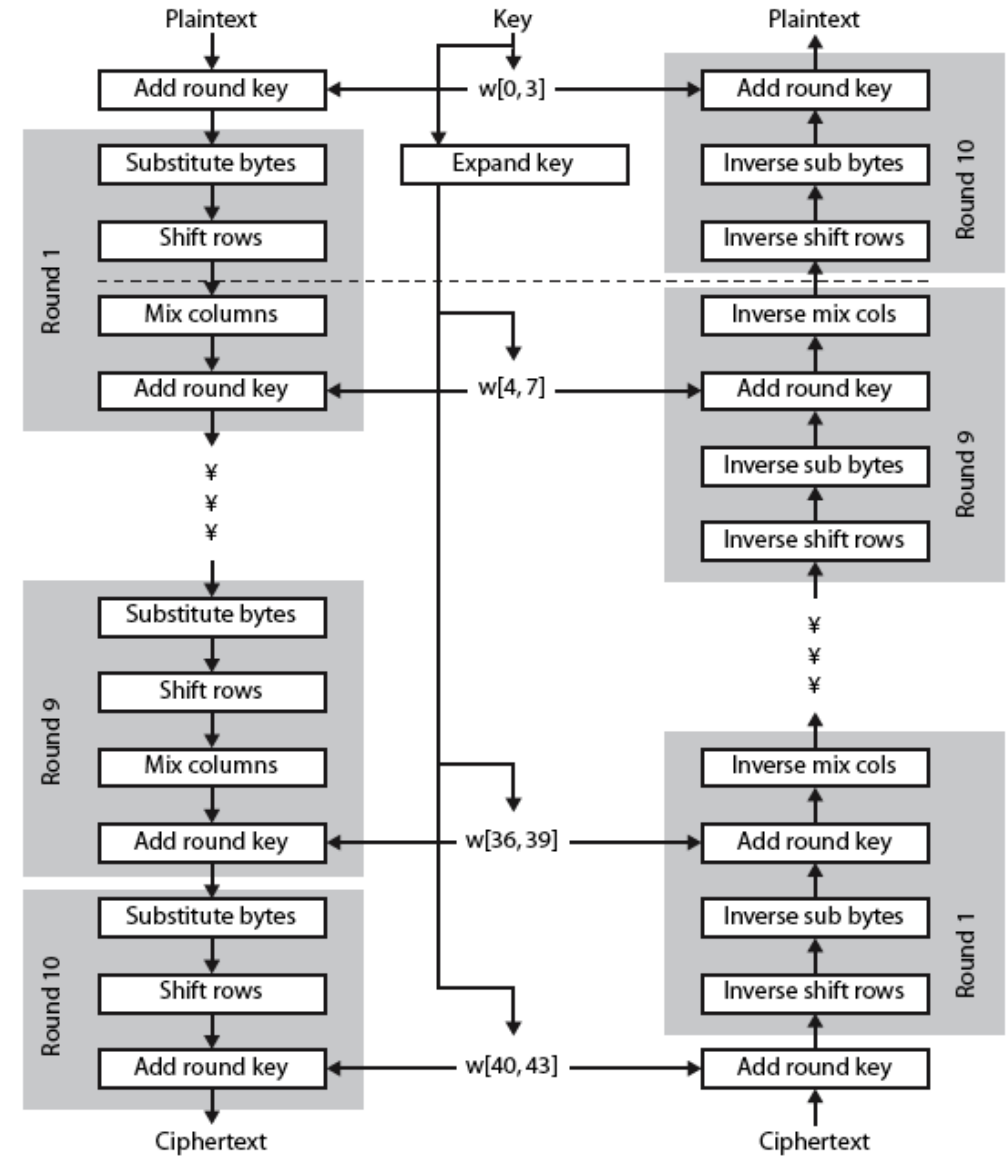 Plaintext
Add round key
Round 1
Substitute bytes
Shift rows
Mix columns
Add round key
¥
¥
¥
Round 9
Substitute bytes
Shift rows
Mix columns
Add round key
Round 10
Substitute bytes
Shift rows
Add round key
Ciphertext
Key
w[0, 3]
Expand key
w[4, 7]
w[36, 39]
w[40, 43]
Plaintext
Add round key
Inverse sub bytes
Inverse shift rows
Round 10
Inverse mix cols
Add round key
Inverse sub bytes
Inverse shift rows
Round 9
¥
¥
¥
Inverse mix cols
Add round key
Inverse sub bytes
Inverse shift rows
Round 1
Add round key
Ciphertext